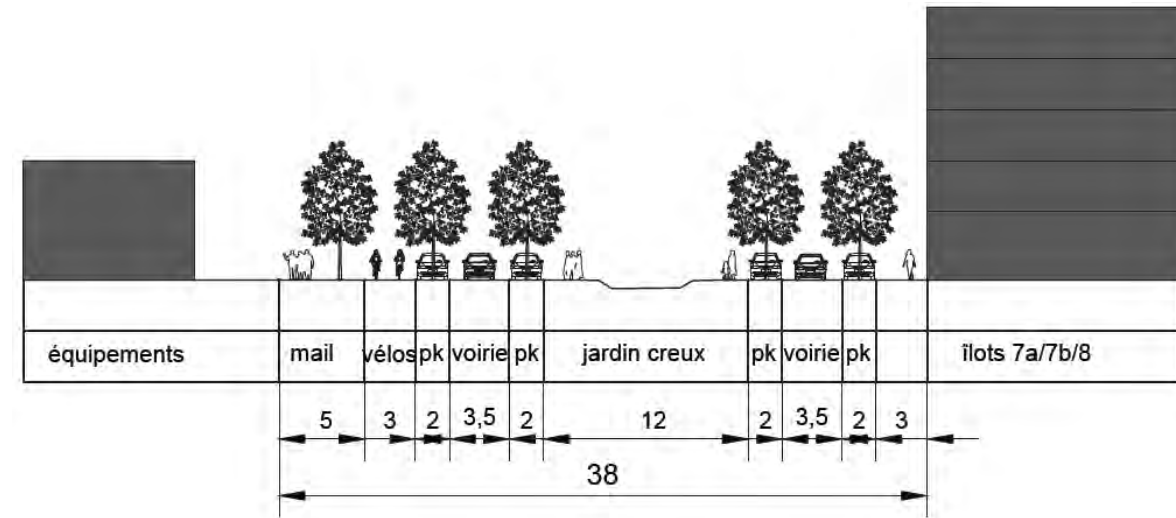 équipements mail vélos pk voirie pk jardin creux pk voirie pk îlots 7a/7b/8
5 3 2 3,5 2 12 2 3,5 2 3
38